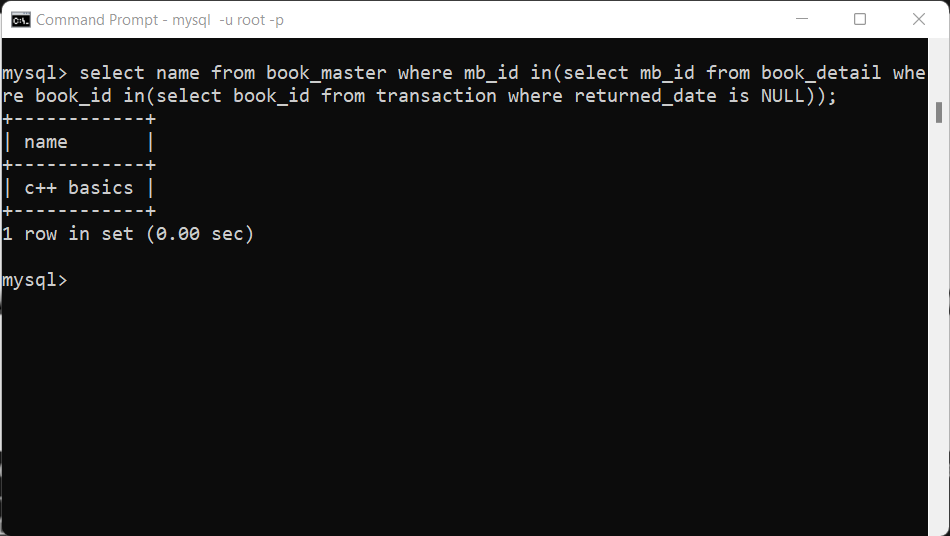 Command Prompt - mysql  -u root -p
mysql> select name from book_master where mb_id in(select mb_id from book_detail whe
re book_id in(select book_id from transaction where returned_date is NULL));
+------------+
| name       |
+------------+
| c++ basics |
+------------+
1 row in set (0.00 sec)
mysql>